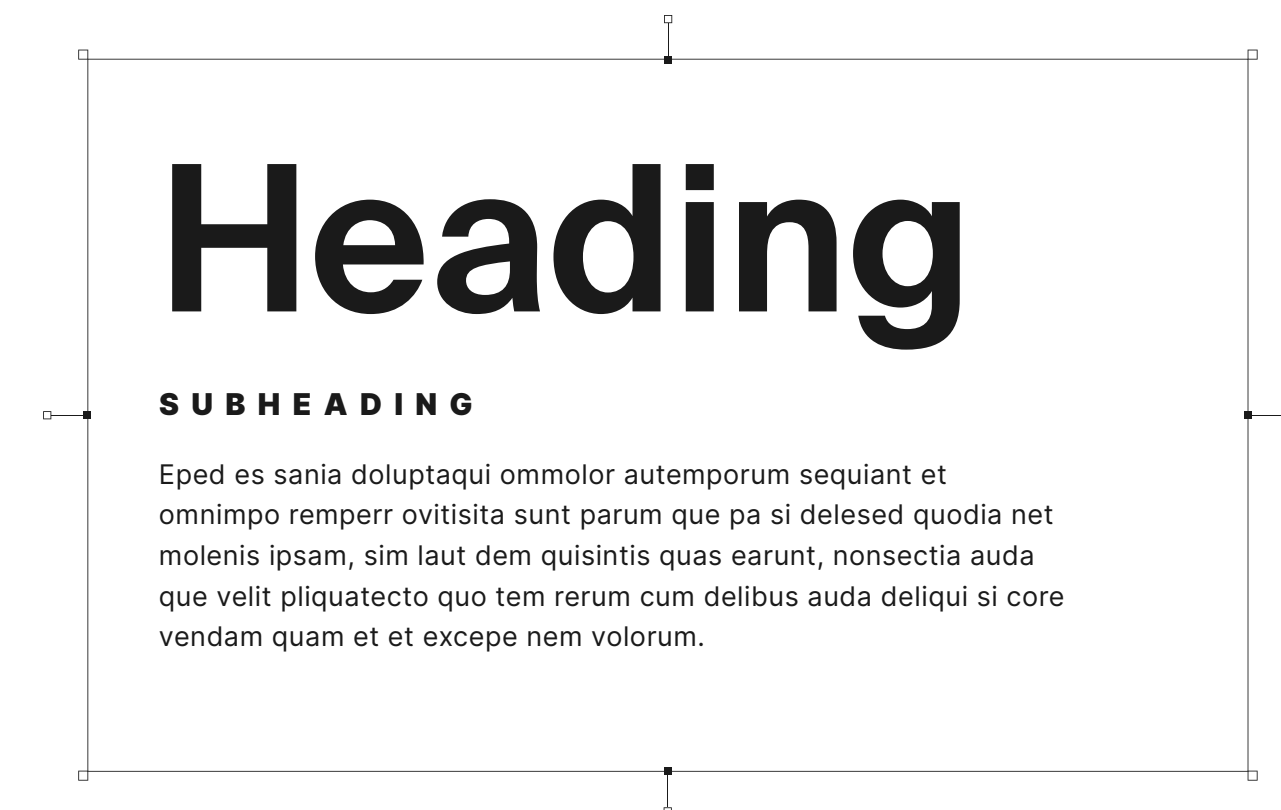 Heading
SUBHEADING
Eped es sania doluptaqui ommolor autemporum sequiant et
omnimpo remperr ovitisita sunt parum que pa si delesed quodia net
molenis ipsam, sim laut dem quisintis quas earunt, nonsectia auda
que velit pliquatecto quo tem rerum cum delibus auda deliqui si core
vendam quam et et excepe nem volorum.